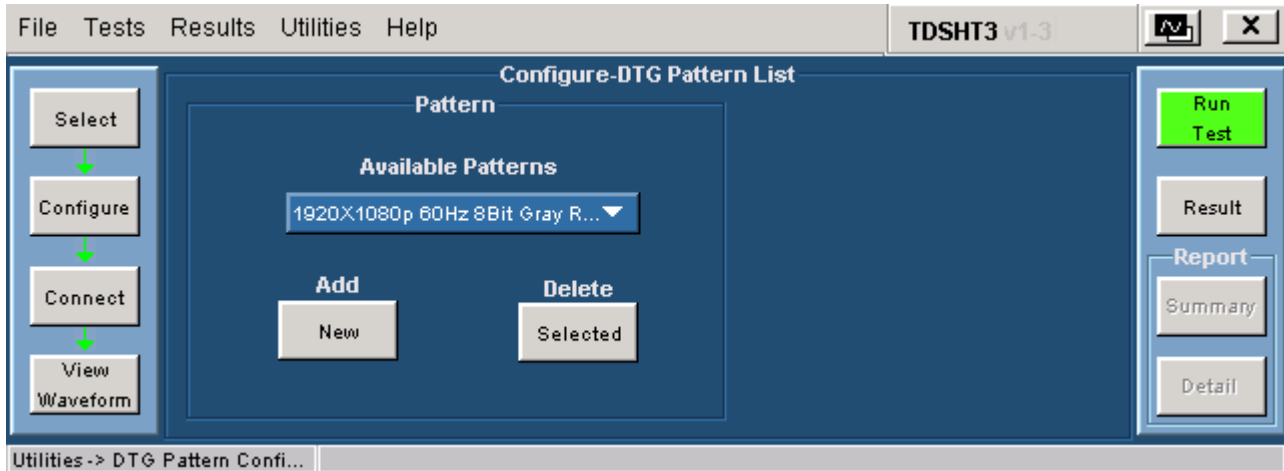 File Tests Results Utilities Help
TDSHT3 v1-3
X
Select
Configure
Connect
View
Waveform
Configure-DTG Pattern List
Pattern
Available Patterns
1920X1080p 60Hz 8Bit Gray R...
Add
New
Delete
Selected
Run
Test
Result
Report
Summary
Detail
Utilities-> DTG Pattern Confi...